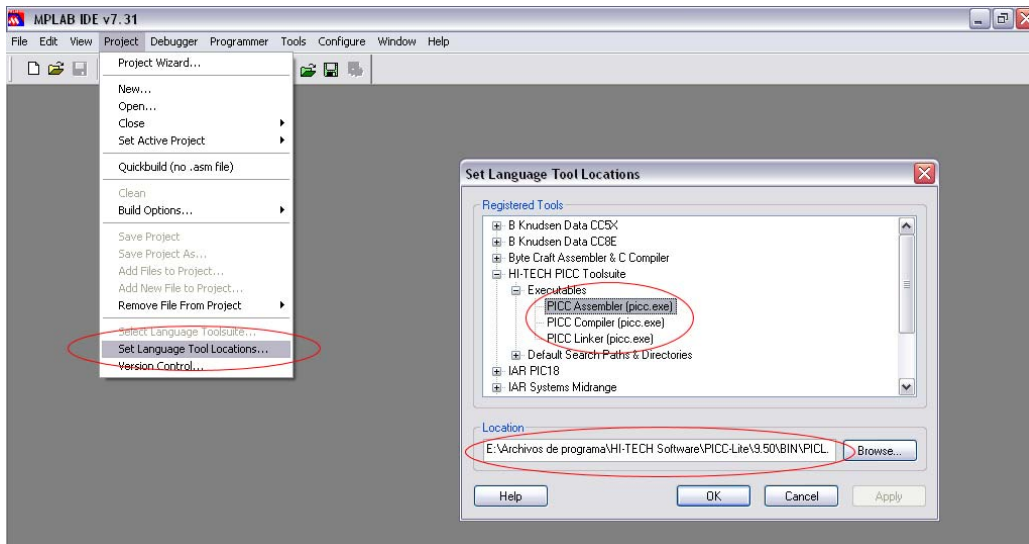 MPLAB IDE v7.31
File Edit View Project Debugger Programmer Tools Configure Window Help
Project Wizard...
New...
Open...
Close
Set Active Project
Quickbuild (no .asm file)
Clean
Build Options...
Save Project
Save Project As...
Add Files to Project...
Add New File to Project...
Remove File From Project
Select Language Toolsuite...
Set Language Tool Locations...
Version Control...
Set Language Tool Locations
Registered Tools
B Knudsen Data CC5X
B Knudsen Data CC8E
Byte Craft Assembler & C Compiler
HI-TECH PICC Toolsuite
Executables
PICC Assembler (picc.exe)
PICC Compiler (picc.exe)
PICC Linker (picc.exe)
Default Search Paths & Directories
IAR PIC18
IAR Systems Midrange
Location
E:\Archivos de programa\HI-TECH Software\PICC-Lite\9.50\BIN\PICL. Browse...
Help OK Cancel Apply